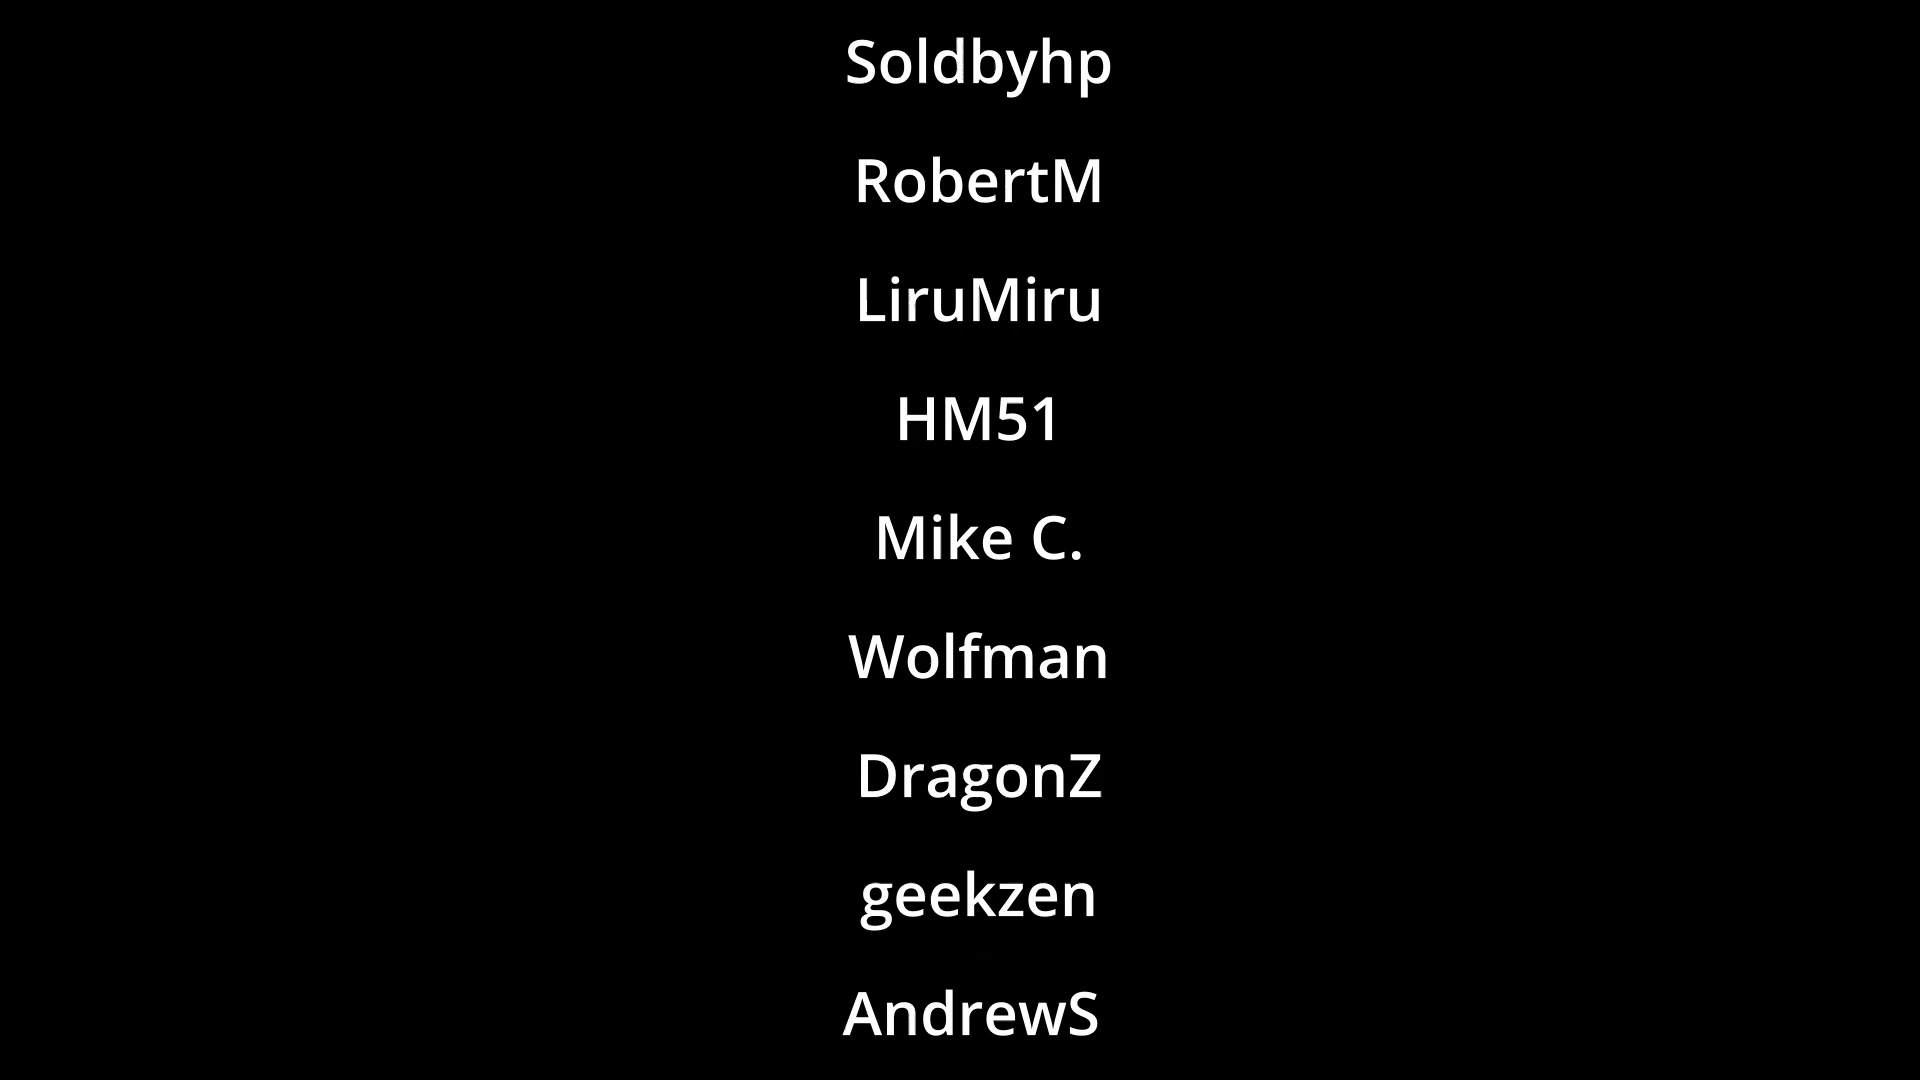 Soldbyhp
RobertM
LiruMiru
HM51
Mike C.
Wolfman
DragonZ
geekzen
AndrewS